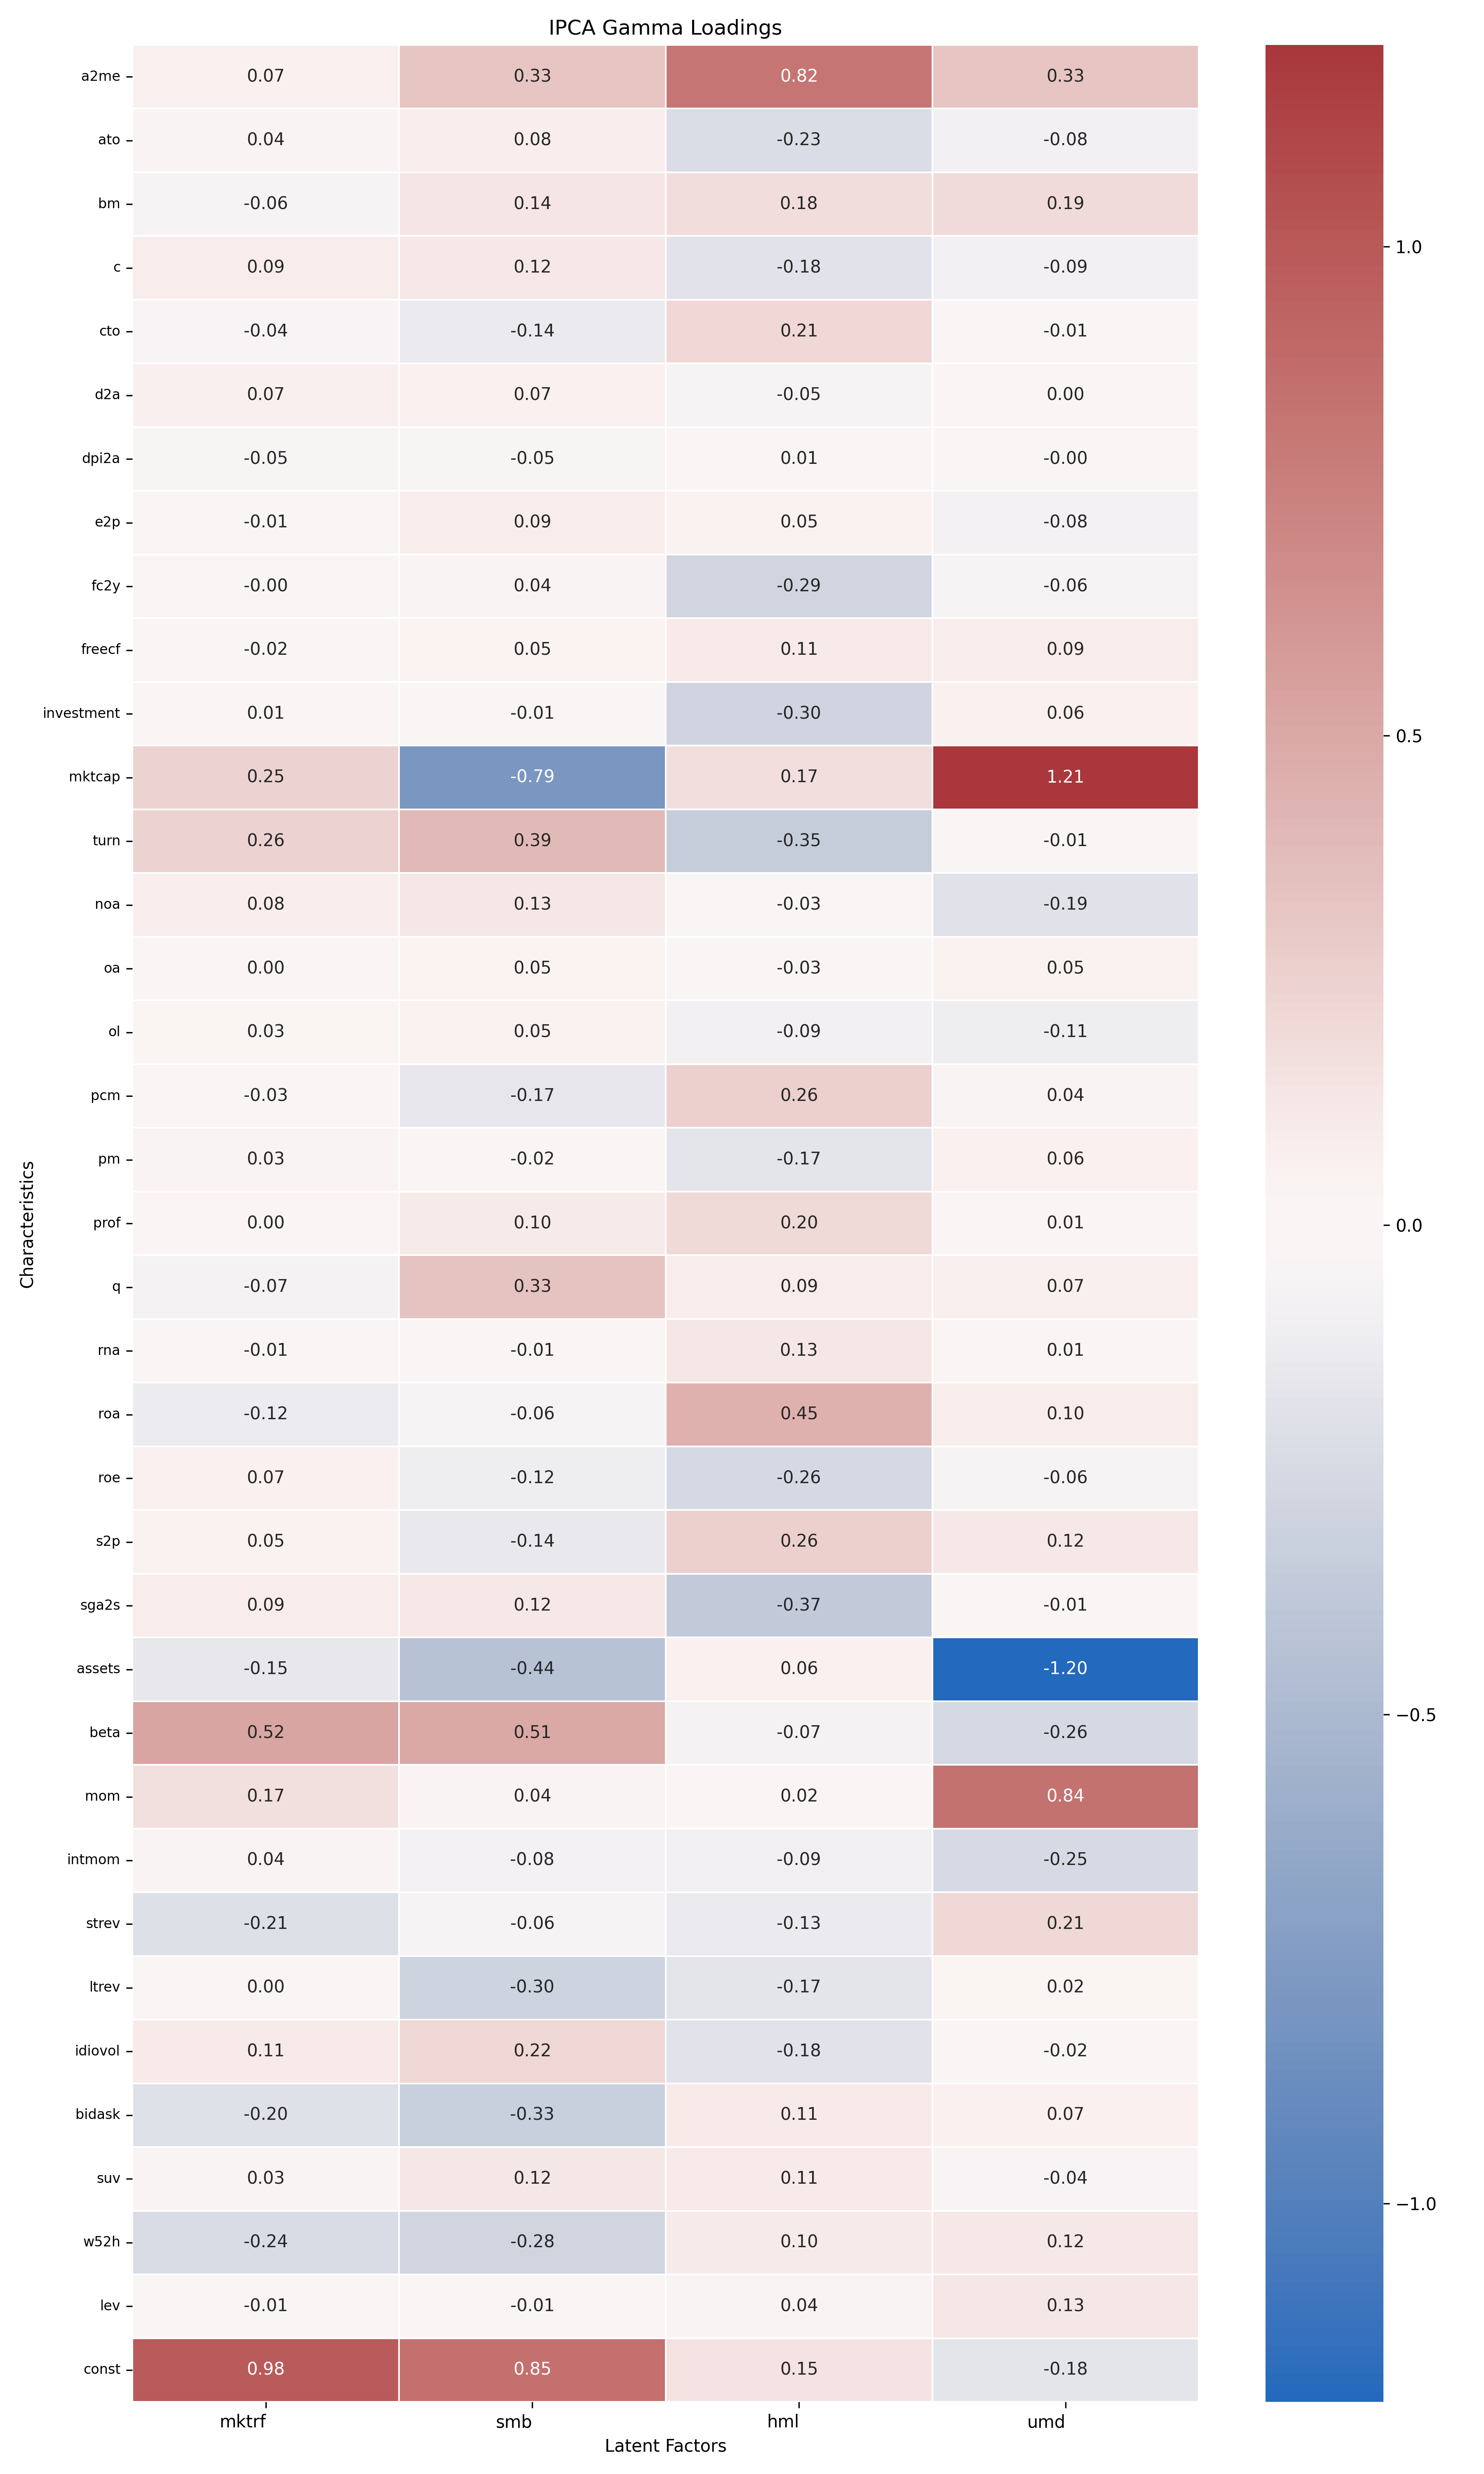 IPCA Gamma Loadings
a2me 0.07 0.33 0.82 0.33
ato 0.04 0.08 -0.23 -0.08
bm -0.06 0.14 0.18 0.19
c 0.09 0.12 -0.18 -0.09
cto -0.04 -0.14 0.21 -0.01
d2a 0.07 0.07 -0.05 0.00
dpi2a -0.05 -0.05 0.01 -0.00
e2p -0.01 0.09 0.05 -0.08
fc2y -0.00 0.04 -0.29 -0.06
freecf -0.02 0.05 0.11 0.09
investment 0.01 -0.01 -0.30 0.06
mktcap 0.25 -0.79 0.17 1.21
turn 0.26 0.39 -0.35 -0.01
noa 0.08 0.13 -0.03 -0.19
oa 0.00 0.05 -0.03 0.05
ol 0.03 0.05 -0.09 -0.11
pcm -0.03 -0.17 0.26 0.04
pm 0.03 -0.02 -0.17 0.06
prof 0.00 0.10 0.20 0.01
q -0.07 0.33 0.09 0.07
rna -0.01 -0.01 0.13 0.01
roa -0.12 -0.06 0.45 0.10
roe 0.07 -0.12 -0.26 -0.06
s2p 0.05 -0.14 0.26 0.12
sga2s 0.09 0.12 -0.37 -0.01
assets -0.15 -0.44 0.06 -1.20
beta 0.52 0.51 -0.07 -0.26
mom 0.17 0.04 0.02 0.84
intmom 0.04 -0.08 -0.09 -0.25
strev -0.21 -0.06 -0.13 0.21
ltrev 0.00 -0.30 -0.17 0.02
idiovol 0.11 0.22 -0.18 -0.02
bidask -0.20 -0.33 0.11 0.07
suv 0.03 0.12 0.11 -0.04
w52h -0.24 -0.28 0.10 0.12
lev -0.01 -0.01 0.04 0.13
const 0.98 0.85 0.15 -0.18
mktrf smb hml umd
Latent Factors
Characteristics
1.0
0.5
0.0
−0.5
−1.0